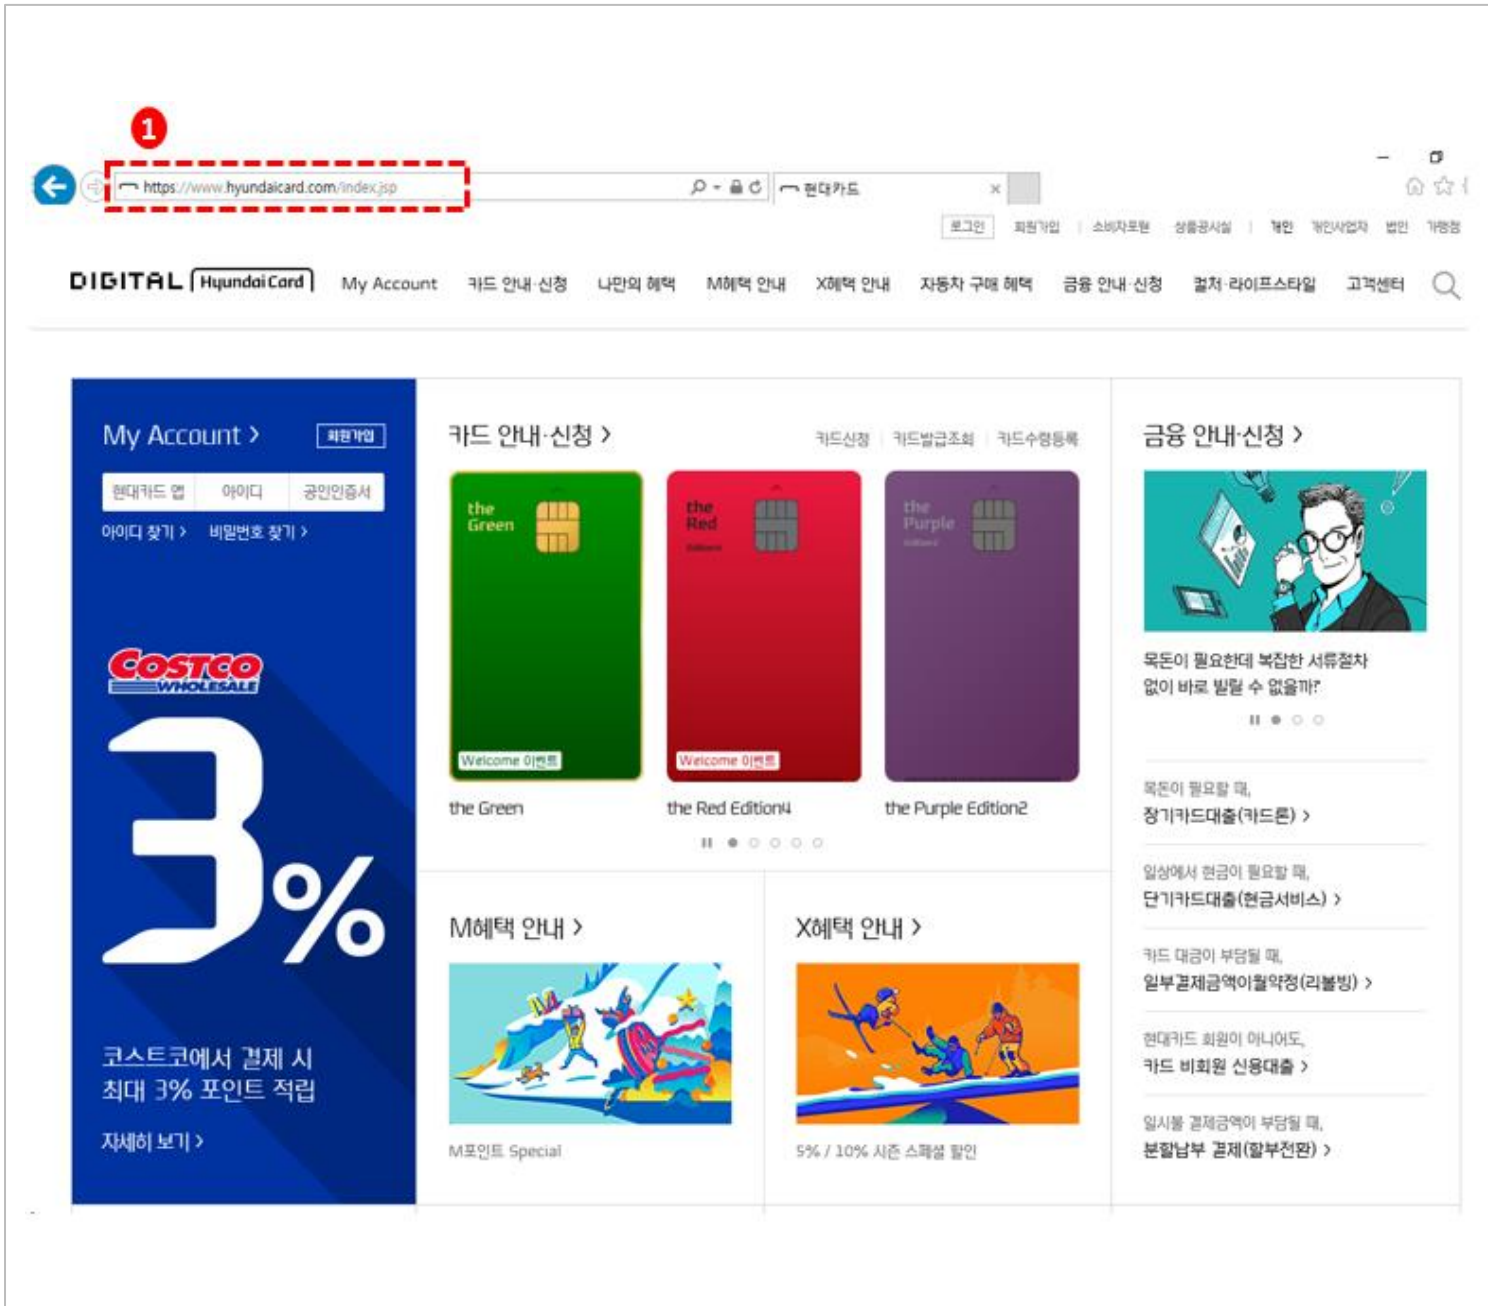 1
https://www.hyundaicard.com/index.jsp
현대카드
로그인 회원가입 소비자포털 상품공시실 개인 개인사업자 법인 가맹점
DIGITAL Hyundai Card My Account 카드 안내·신청 나만의 혜택 M혜택 안내 X혜택 안내 자동차 구매 혜택 금융 안내·신청 컬처·라이프스타일 고객센터
My Account > 회원가입
현대카드 앱 아이디 공인인증서
아이디 찾기 > 비밀번호 찾기 >
COSTCO
WHOLESALE
3%
코스트코에서 결제 시
최대 3% 포인트 적립
자세히 보기 >
카드 안내·신청 >
카드신청 카드발급조회 카드수령등록
the
Green
Welcome 이벤트
the Green
the
Red
Edition4
Welcome 이벤트
the Red Edition4
the
Purple
the Purple Edition2
M혜택 안내 >
M포인트 Special
X혜택 안내 >
5% / 10% 시즌 스페셜 할인
금융 안내·신청 >
목돈이 필요한데 복잡한 서류절차
없이 바로 빌릴 수 없을까?
목돈이 필요할 때,
장기카드대출(카드론) >
일상에서 현금이 필요할 때,
단기카드대출(현금서비스) >
카드 대금이 부담될 때,
일부결제금액이월약정(리볼빙) >
현대카드 회원이 아니어도,
카드 비회원 신용대출 >
일시불 결제금액이 부담될 때,
분할납부 결제(할부전환) >